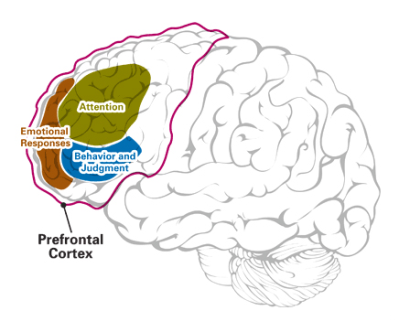 Attention
Emotional
Responses
Behavior and
Judgment
Prefrontal
Cortex